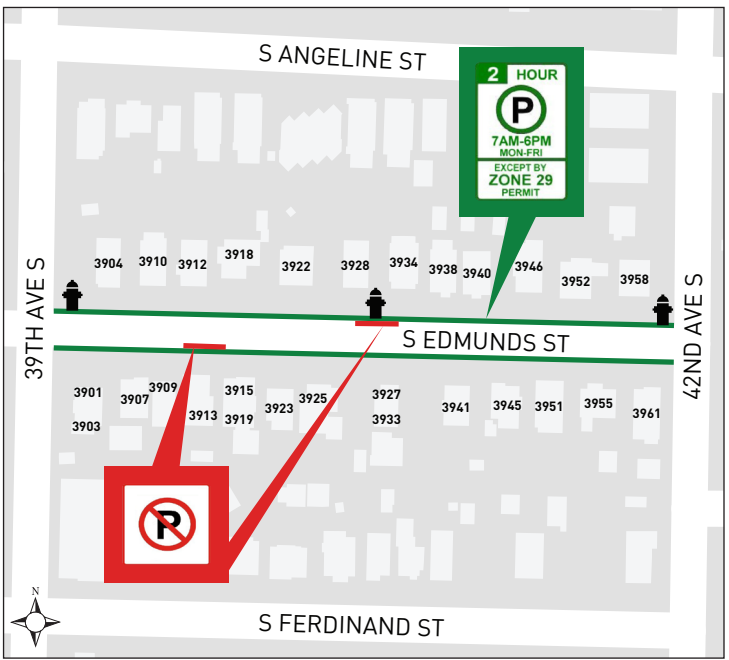 S ANGELINE ST
2 HOUR
P
7AM-6PM
MON-FRI
EXCEPT BY
ZONE 29
PERMIT
3904 3910 3912 3918 3922 3928 3934 3938 3940 3946 3952 3958
39TH AVE S
42ND AVE S
S EDMUNDS ST
3901 3907 3909 3913 3915 3923 3925 3927 3941 3945 3951 3955 3961
3903 3919 3933
P
N
S FERDINAND ST